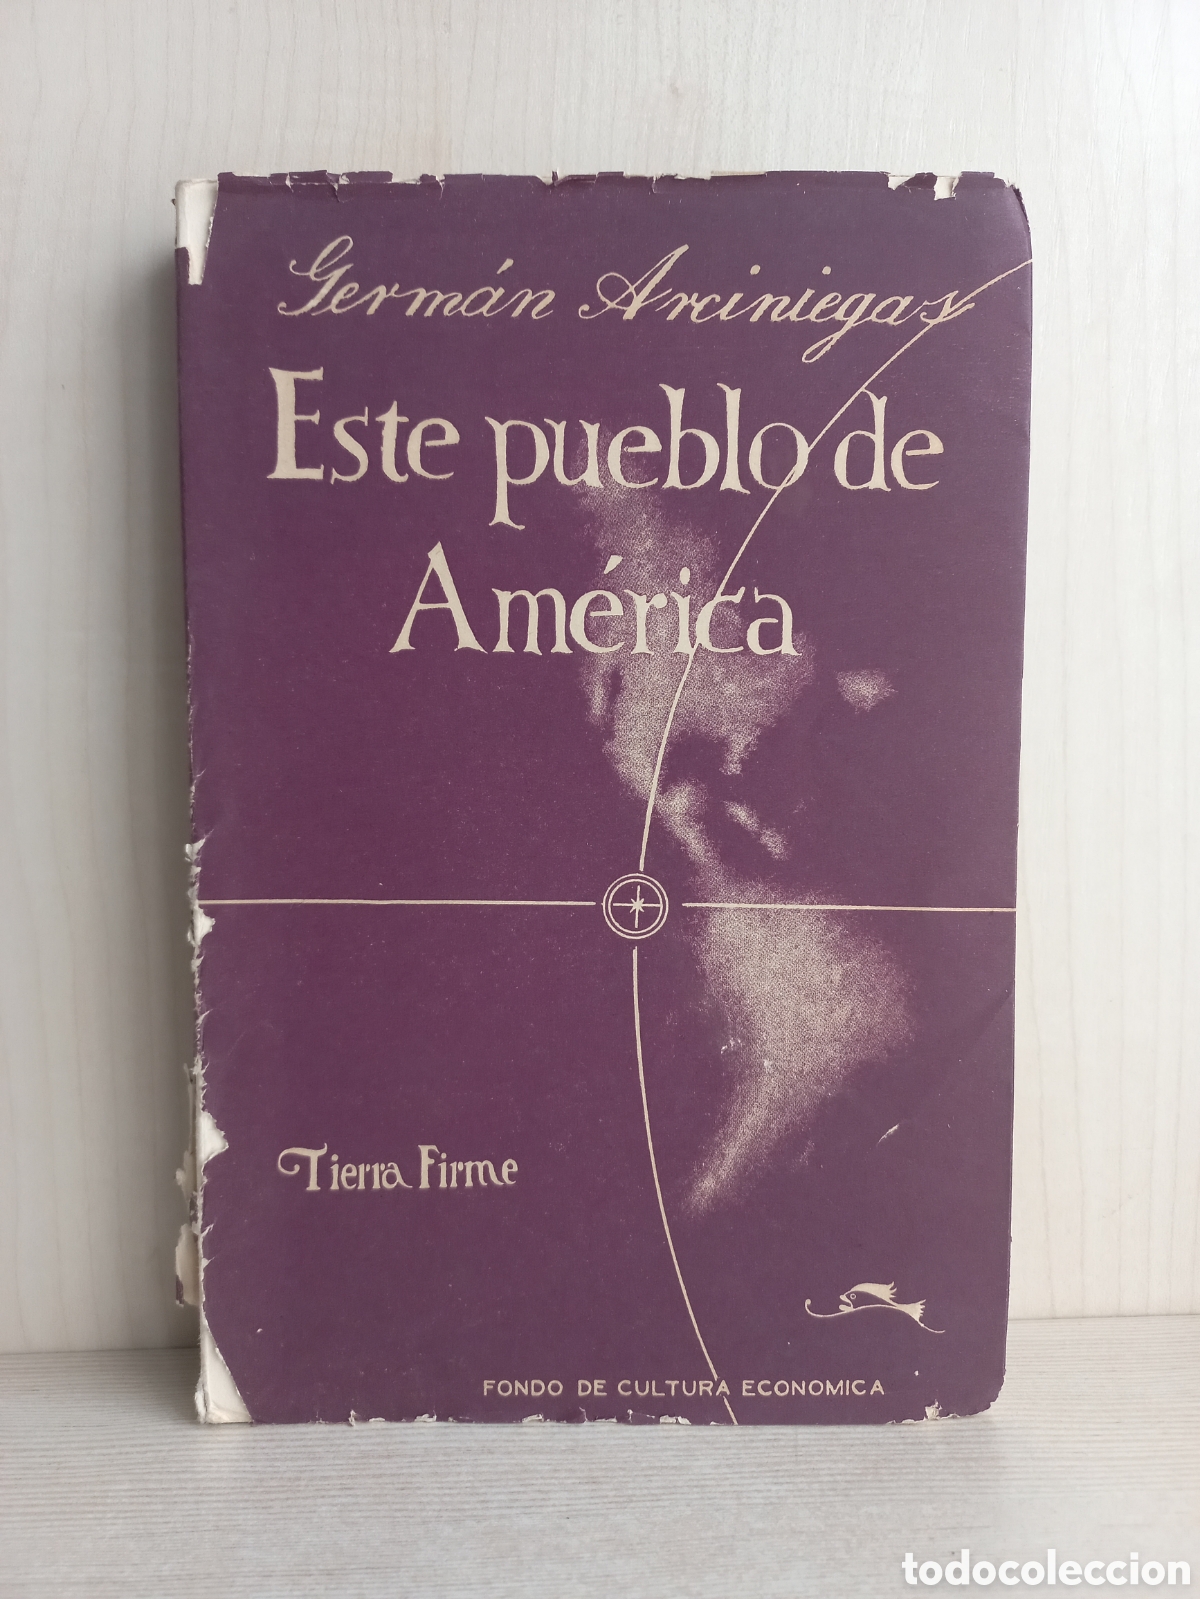 Germán Arciniegas
Este pueblo de
América
Tierra Firme
FONDO DE CULTURA ECONOMICA
todocoleccion